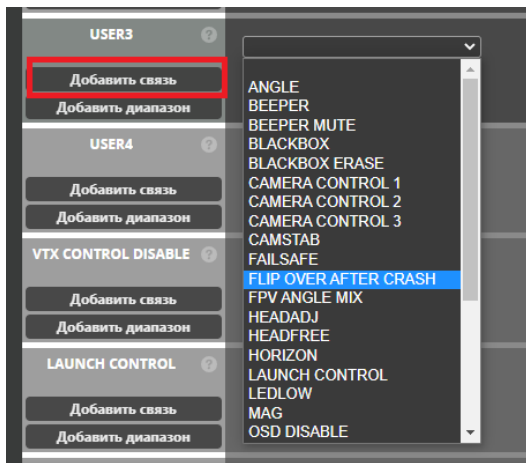 USER3
Добавить связь
Добавить диапазон
USER4
Добавить связь
Добавить диапазон
VTX CONTROL DISABLE
Добавить связь
Добавить диапазон
LAUNCH CONTROL
Добавить связь
Добавить диапазон
ANGLE
BEEPER
BEEPER MUTE
BLACKBOX
BLACKBOX ERASE
CAMERA CONTROL 1
CAMERA CONTROL 2
CAMERA CONTROL 3
CAMSTAB
FAILSAFE
FLIP OVER AFTER CRASH
FPV ANGLE MIX
HEADADJ
HEADFREE
HORIZON
LAUNCH CONTROL
LEDLOW
MAG
OSD DISABLE